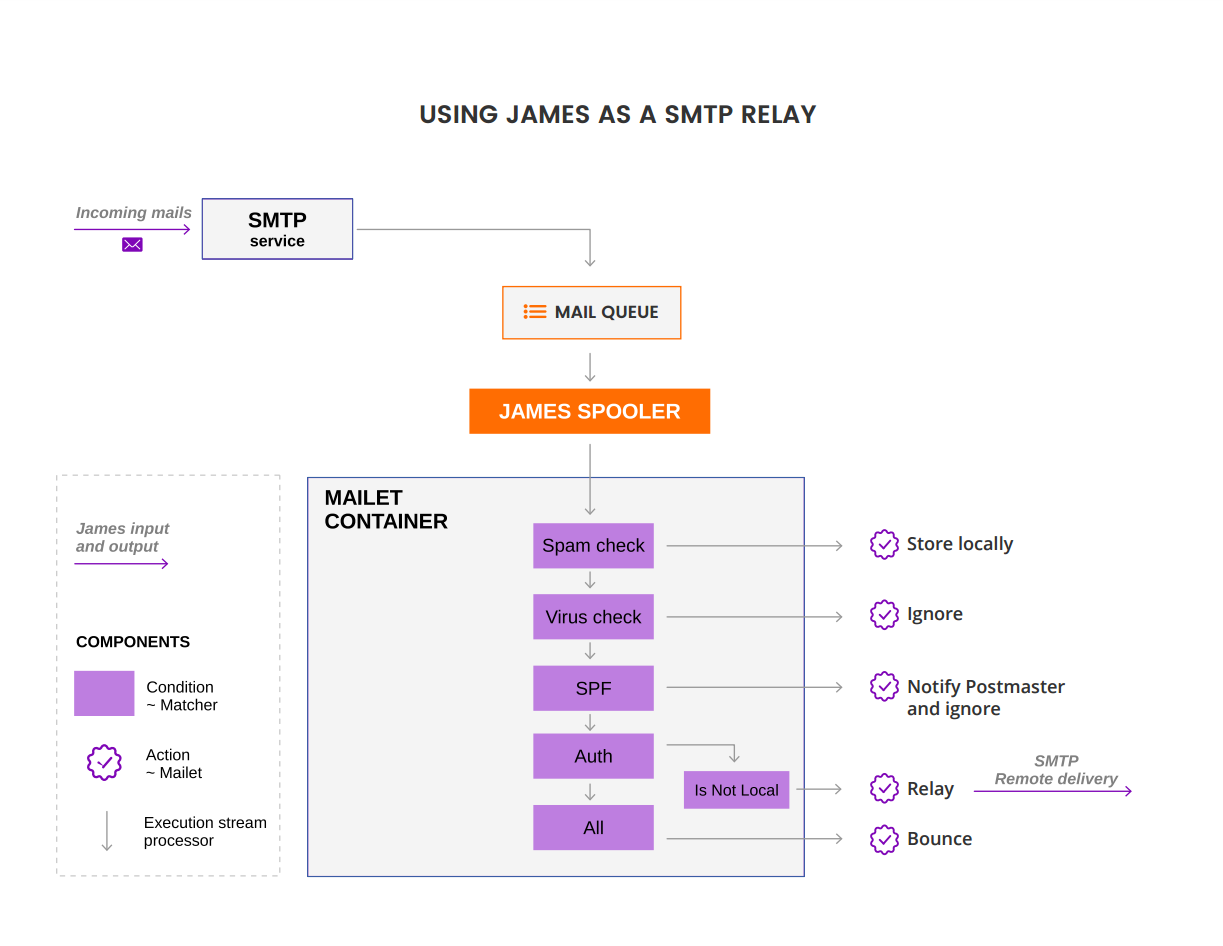 USING JAMES AS A SMTP RELAY
Incoming mails
SMTP
service
MAIL QUEUE
JAMES SPOOLER
James input
and output
COMPONENTS
Condition
~ Matcher
Action
~ Mailet
Execution stream
processor
MAILET
CONTAINER
Spam check
Store locally
Virus check
Ignore
SPF
Notify Postmaster
and ignore
Auth
Is Not Local
Relay
SMTP
Remote delivery
All
Bounce